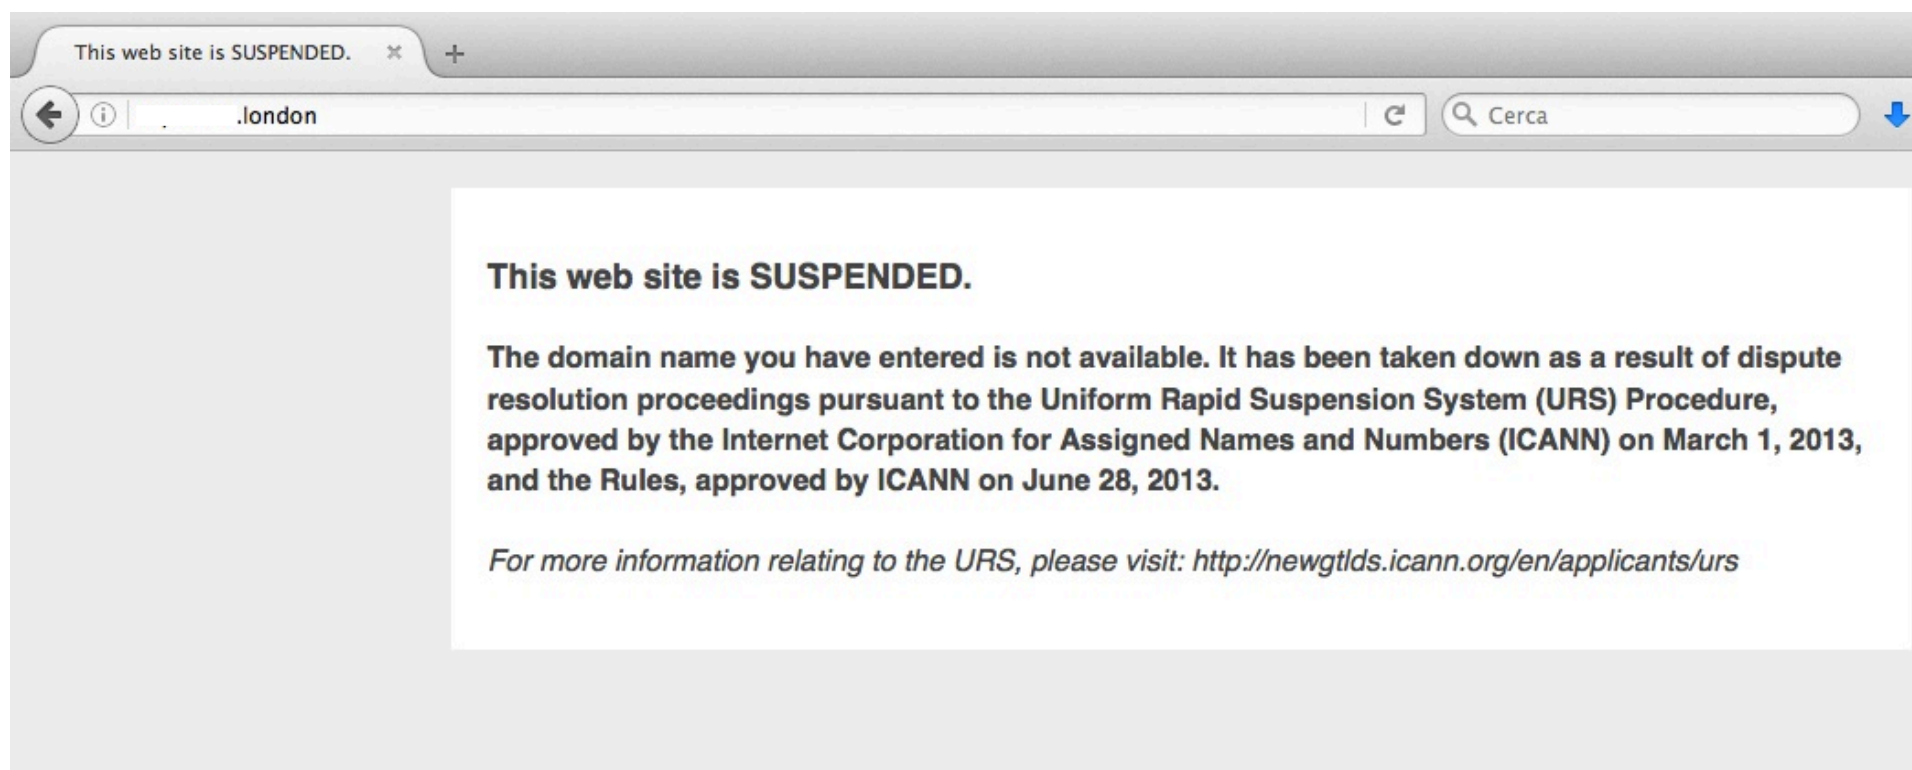 This web site is SUSPENDED.
.london
Cerca
This web site is SUSPENDED.
The domain name you have entered is not available. It has been taken down as a result of dispute
resolution proceedings pursuant to the Uniform Rapid Suspension System (URS) Procedure,
approved by the Internet Corporation for Assigned Names and Numbers (ICANN) on March 1, 2013,
and the Rules, approved by ICANN on June 28, 2013.
For more information relating to the URS, please visit: http://newgtlds.icann.org/en/applicants/urs